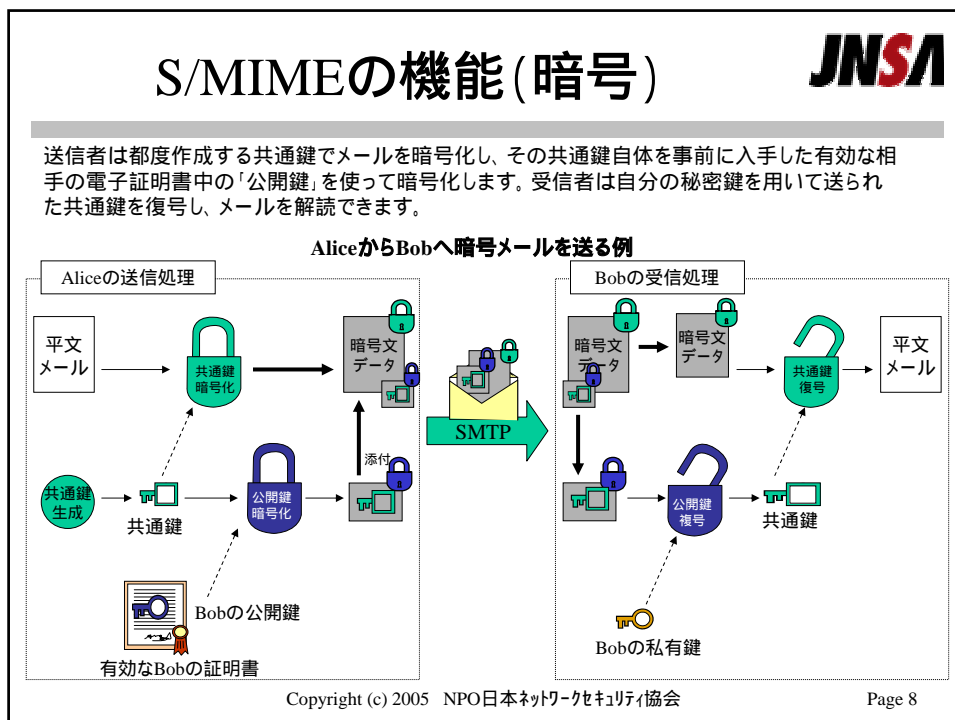 S/MIMEの機能(暗号)
JNSA
送信者は都度作成する共通鍵でメールを暗号化し、その共通鍵自体を事前に入手した有効な相
手の電子証明書中の「公開鍵」を使って暗号化します。受信者は自分の秘密鍵を用いて送られ
た共通鍵を復号し、メールを解読できます。
AliceからBobへ暗号メールを送る例
Aliceの送信処理
平文
メール
共通鍵
暗号化
暗号文
データ
添付
共通鍵
生成
共通鍵
公開鍵
暗号化
Bobの公開鍵
有効なBobの証明書
SMTP
Bobの受信処理
暗号文
データ
暗号文
データ
共通鍵
復号
平文
メール
公開鍵
複号
共通鍵
Bobの私有鍵
Copyright (c) 2005 NPO日本ﾈｯﾄﾜｰｸｾｷｭﾘﾃｨ協会
Page 8